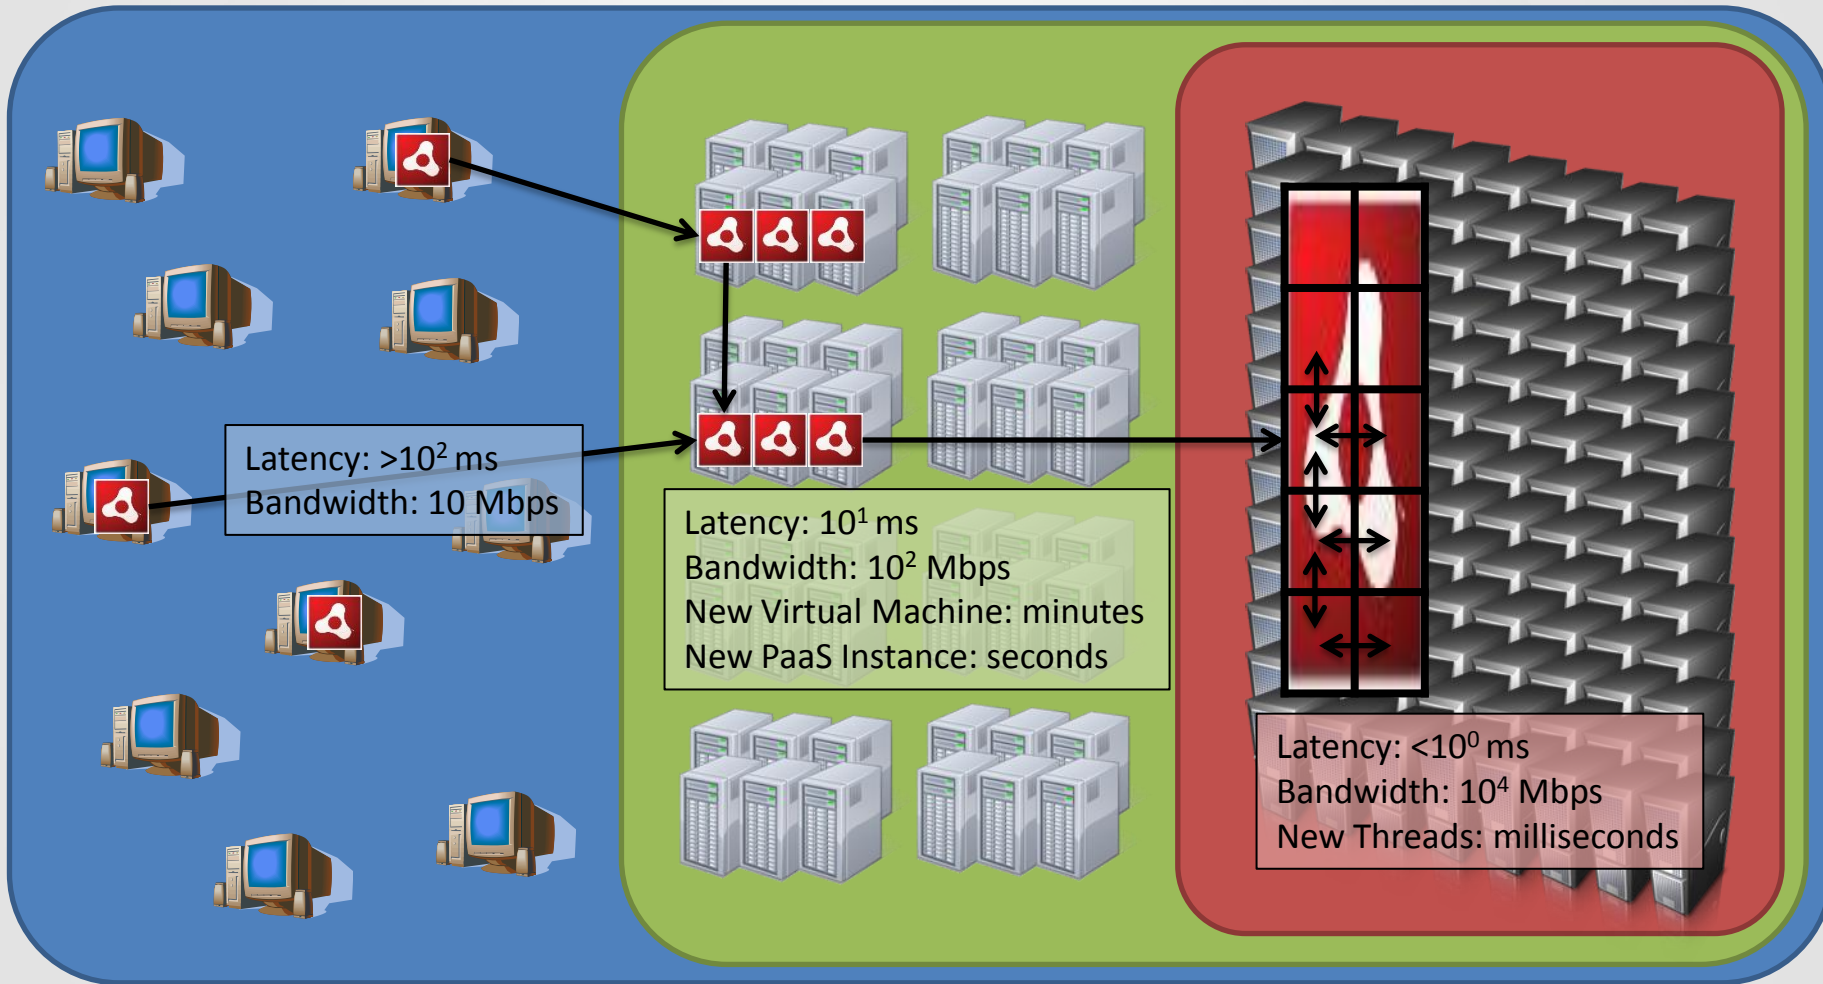 Latency: >10² ms
Bandwidth: 10 Mbps
Latency: 10¹ ms
Bandwidth: 10² Mbps
New Virtual Machine: minutes
New PaaS Instance: seconds
Latency: <10⁰ ms
Bandwidth: 10⁴ Mbps
New Threads: milliseconds